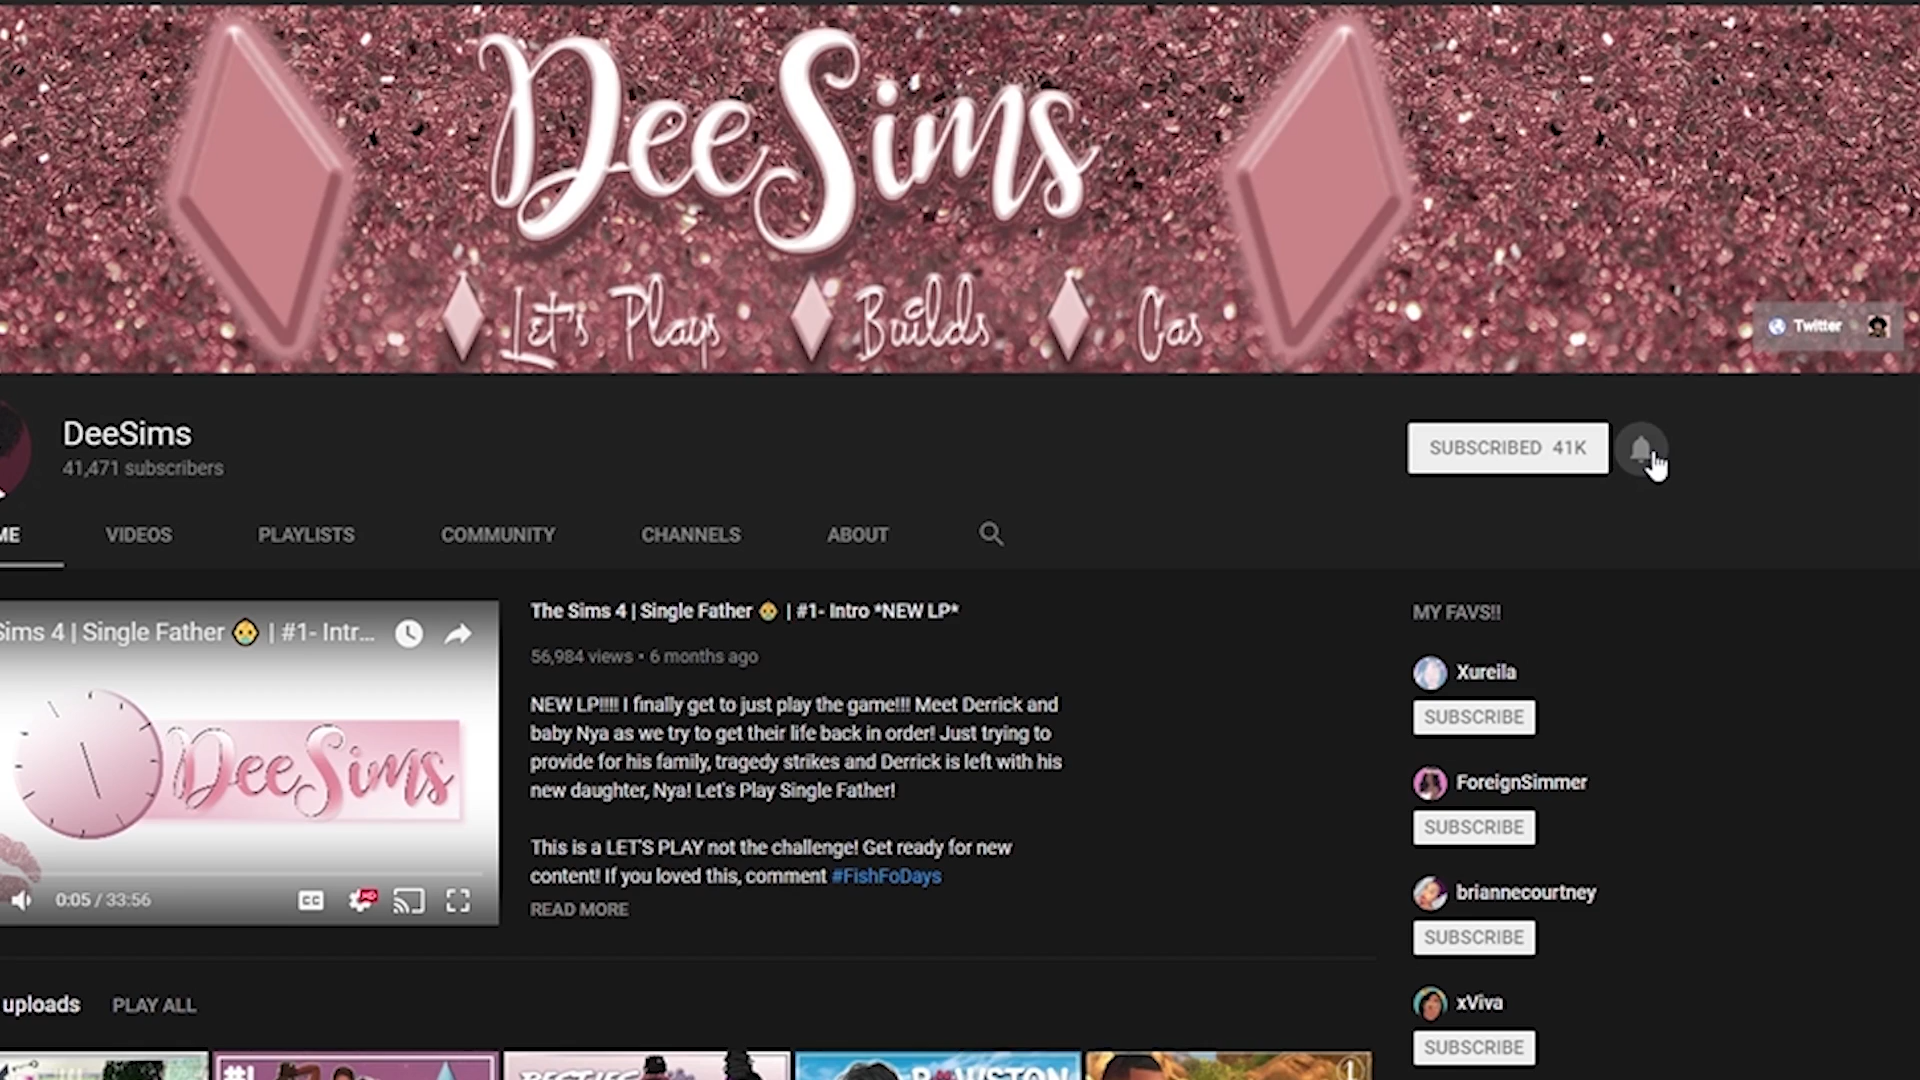 DeeSims
Let's Plays Builds Cas
Twitter
DeeSims
41,471 subscribers
SUBSCRIBED 41K
ME VIDEOS PLAYLISTS COMMUNITY CHANNELS ABOUT
Sims 4 | Single Father 👶 | #1- Intr...
DeeSims
0:05 / 33:56
CC
HD
The Sims 4 | Single Father 👶 | #1- Intro *NEW LP*
56,984 views • 6 months ago
NEW LP!!!! I finally get to just play the game!!! Meet Derrick and
baby Nya as we try to get their life back in order! Just trying to
provide for his family, tragedy strikes and Derrick is left with his
new daughter, Nya! Let's Play Single Father!
This is a LET'S PLAY not the challenge! Get ready for new
content! If you loved this, comment #FishFoDays
READ MORE
MY FAVS!!
Xureila
SUBSCRIBE
ForeignSimmer
SUBSCRIBE
briannecourtney
SUBSCRIBE
xViva
SUBSCRIBE
uploads PLAY ALL
#1